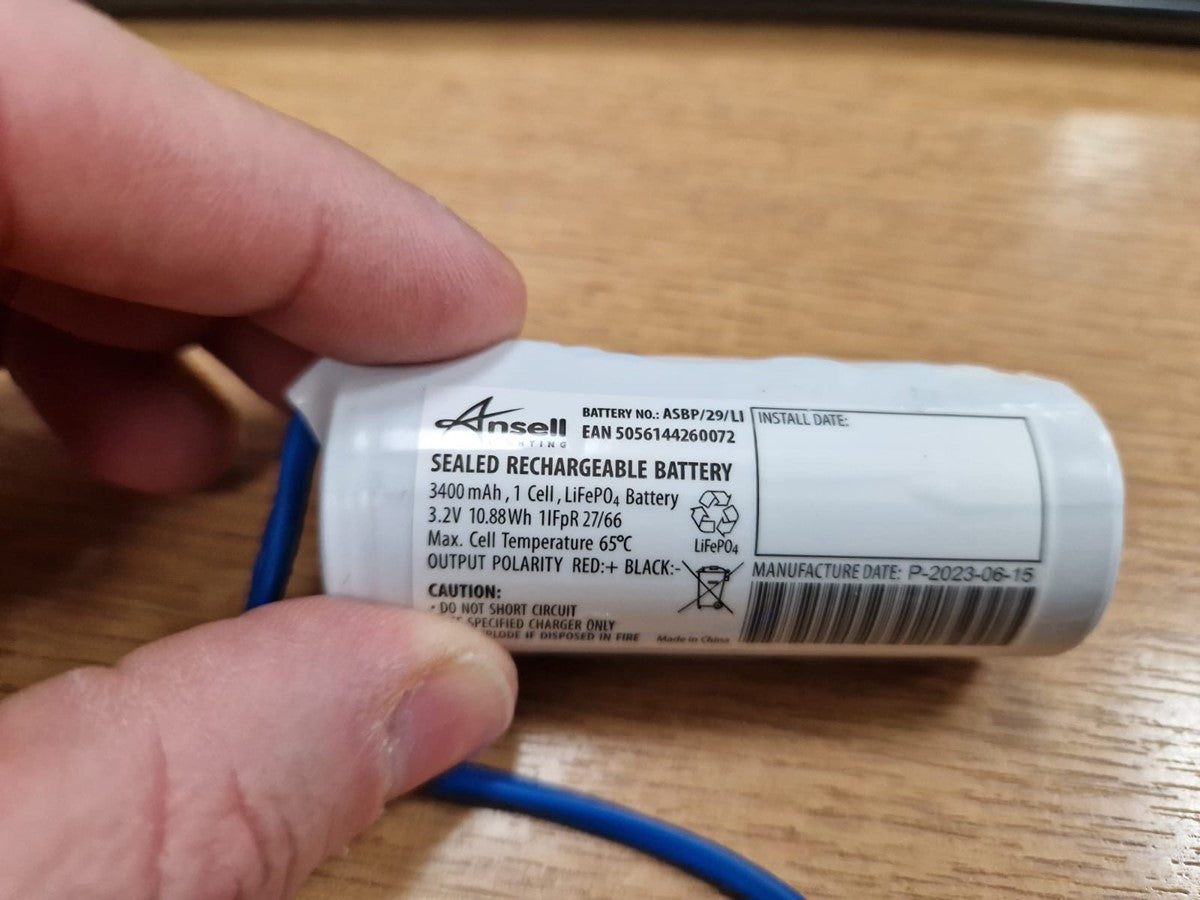 Ansell
BATTERY NO.: ASBP/29/LI
EAN 5056144260072
SEALED RECHARGEABLE BATTERY
3400 mAh, 1 Cell, LiFePO₄ Battery
3.2V 10.88Wh 1IFpR 27/66
Max. Cell Temperature 65°C
OUTPUT POLARITY RED:+ BLACK:-
LiFePO₄
CAUTION:
• DO NOT SHORT CIRCUIT
SPECIFIED CHARGER ONLY
IF DISPOSED IN FIRE
Made in China
INSTALL DATE:
MANUFACTURE DATE: P-2023-06-15